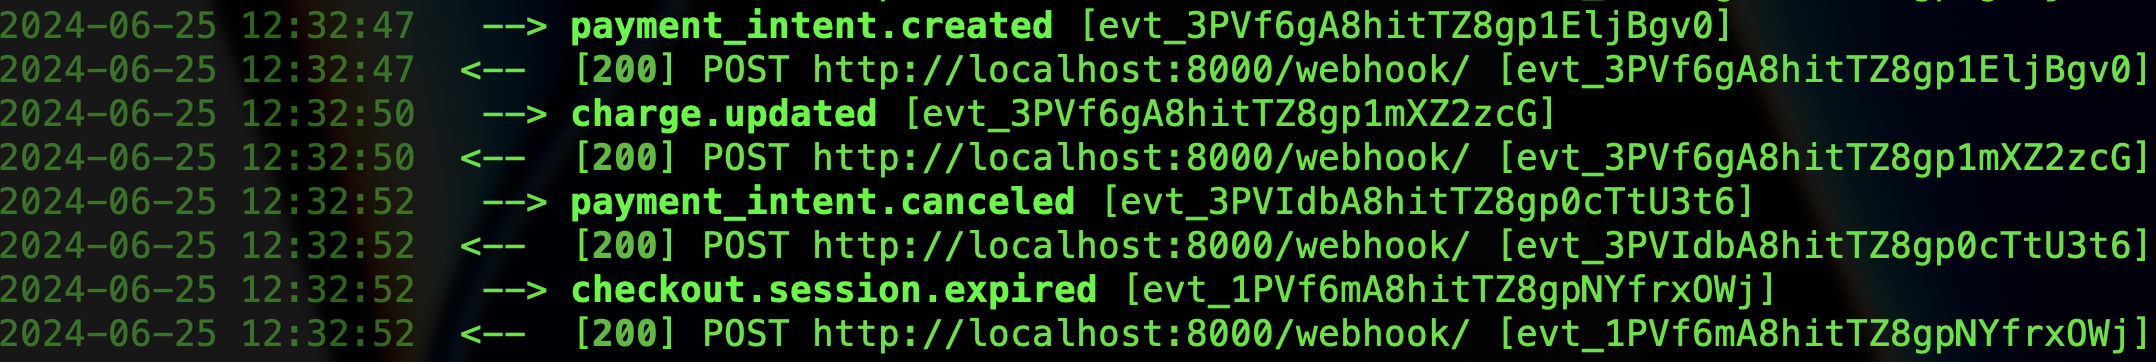 2024-06-25 12:32:47   --> payment_intent.created [evt_3PVf6gA8hitTZ8gp1EljBgv0]
2024-06-25 12:32:47  <--  [200] POST http://localhost:8000/webhook/ [evt_3PVf6gA8hitTZ8gp1EljBgv0]
2024-06-25 12:32:50   --> charge.updated [evt_3PVf6gA8hitTZ8gp1mXZ2zcG]
2024-06-25 12:32:50  <--  [200] POST http://localhost:8000/webhook/ [evt_3PVf6gA8hitTZ8gp1mXZ2zcG]
2024-06-25 12:32:52   --> payment_intent.canceled [evt_3PVIdbA8hitTZ8gp0cTtU3t6]
2024-06-25 12:32:52  <--  [200] POST http://localhost:8000/webhook/ [evt_3PVIdbA8hitTZ8gp0cTtU3t6]
2024-06-25 12:32:52   --> checkout.session.expired [evt_1PVf6mA8hitTZ8gpNYfrxOWj]
2024-06-25 12:32:52  <--  [200] POST http://localhost:8000/webhook/ [evt_1PVf6mA8hitTZ8gpNYfrxOWj]